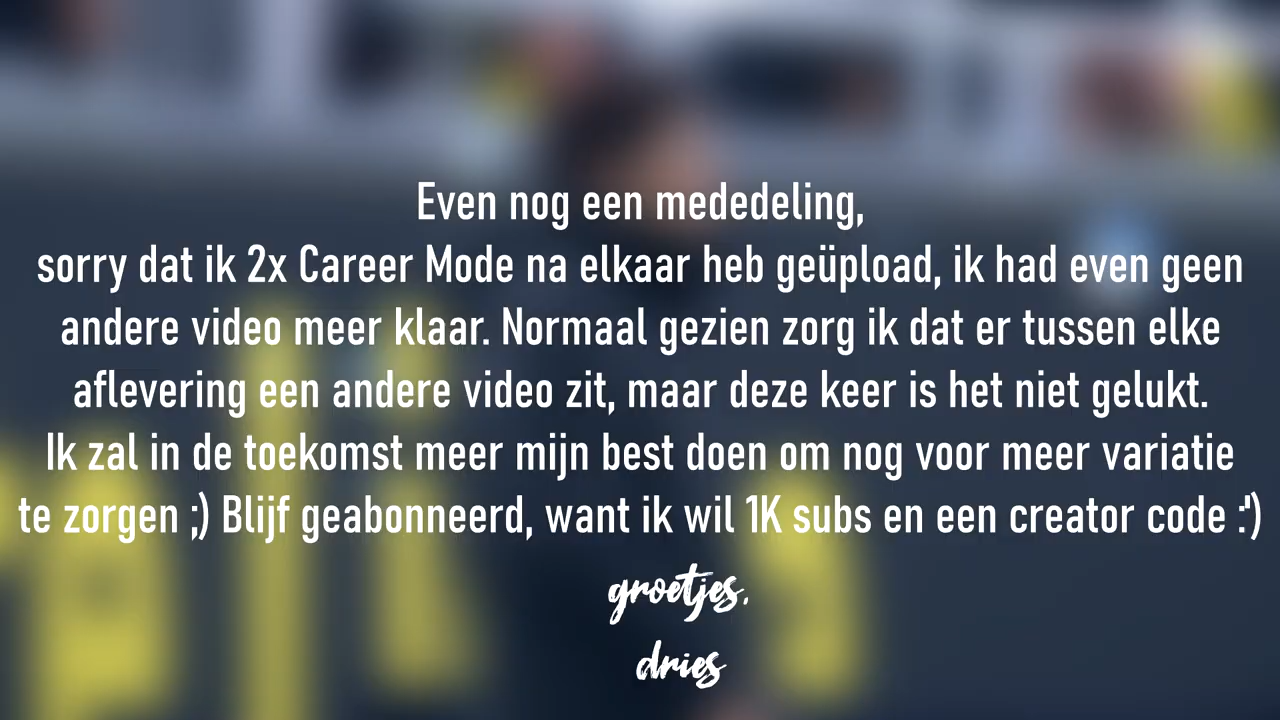 Even nog een mededeling,
sorry dat ik 2x Career Mode na elkaar heb geüpload, ik had even geen
andere video meer klaar. Normaal gezien zorg ik dat er tussen elke
aflevering een andere video zit, maar deze keer is het niet gelukt.
Ik zal in de toekomst meer mijn best doen om nog voor meer variatie
te zorgen ;) Blijf geabonneerd, want ik wil 1K subs en een creator code :')
groetjes,
dries